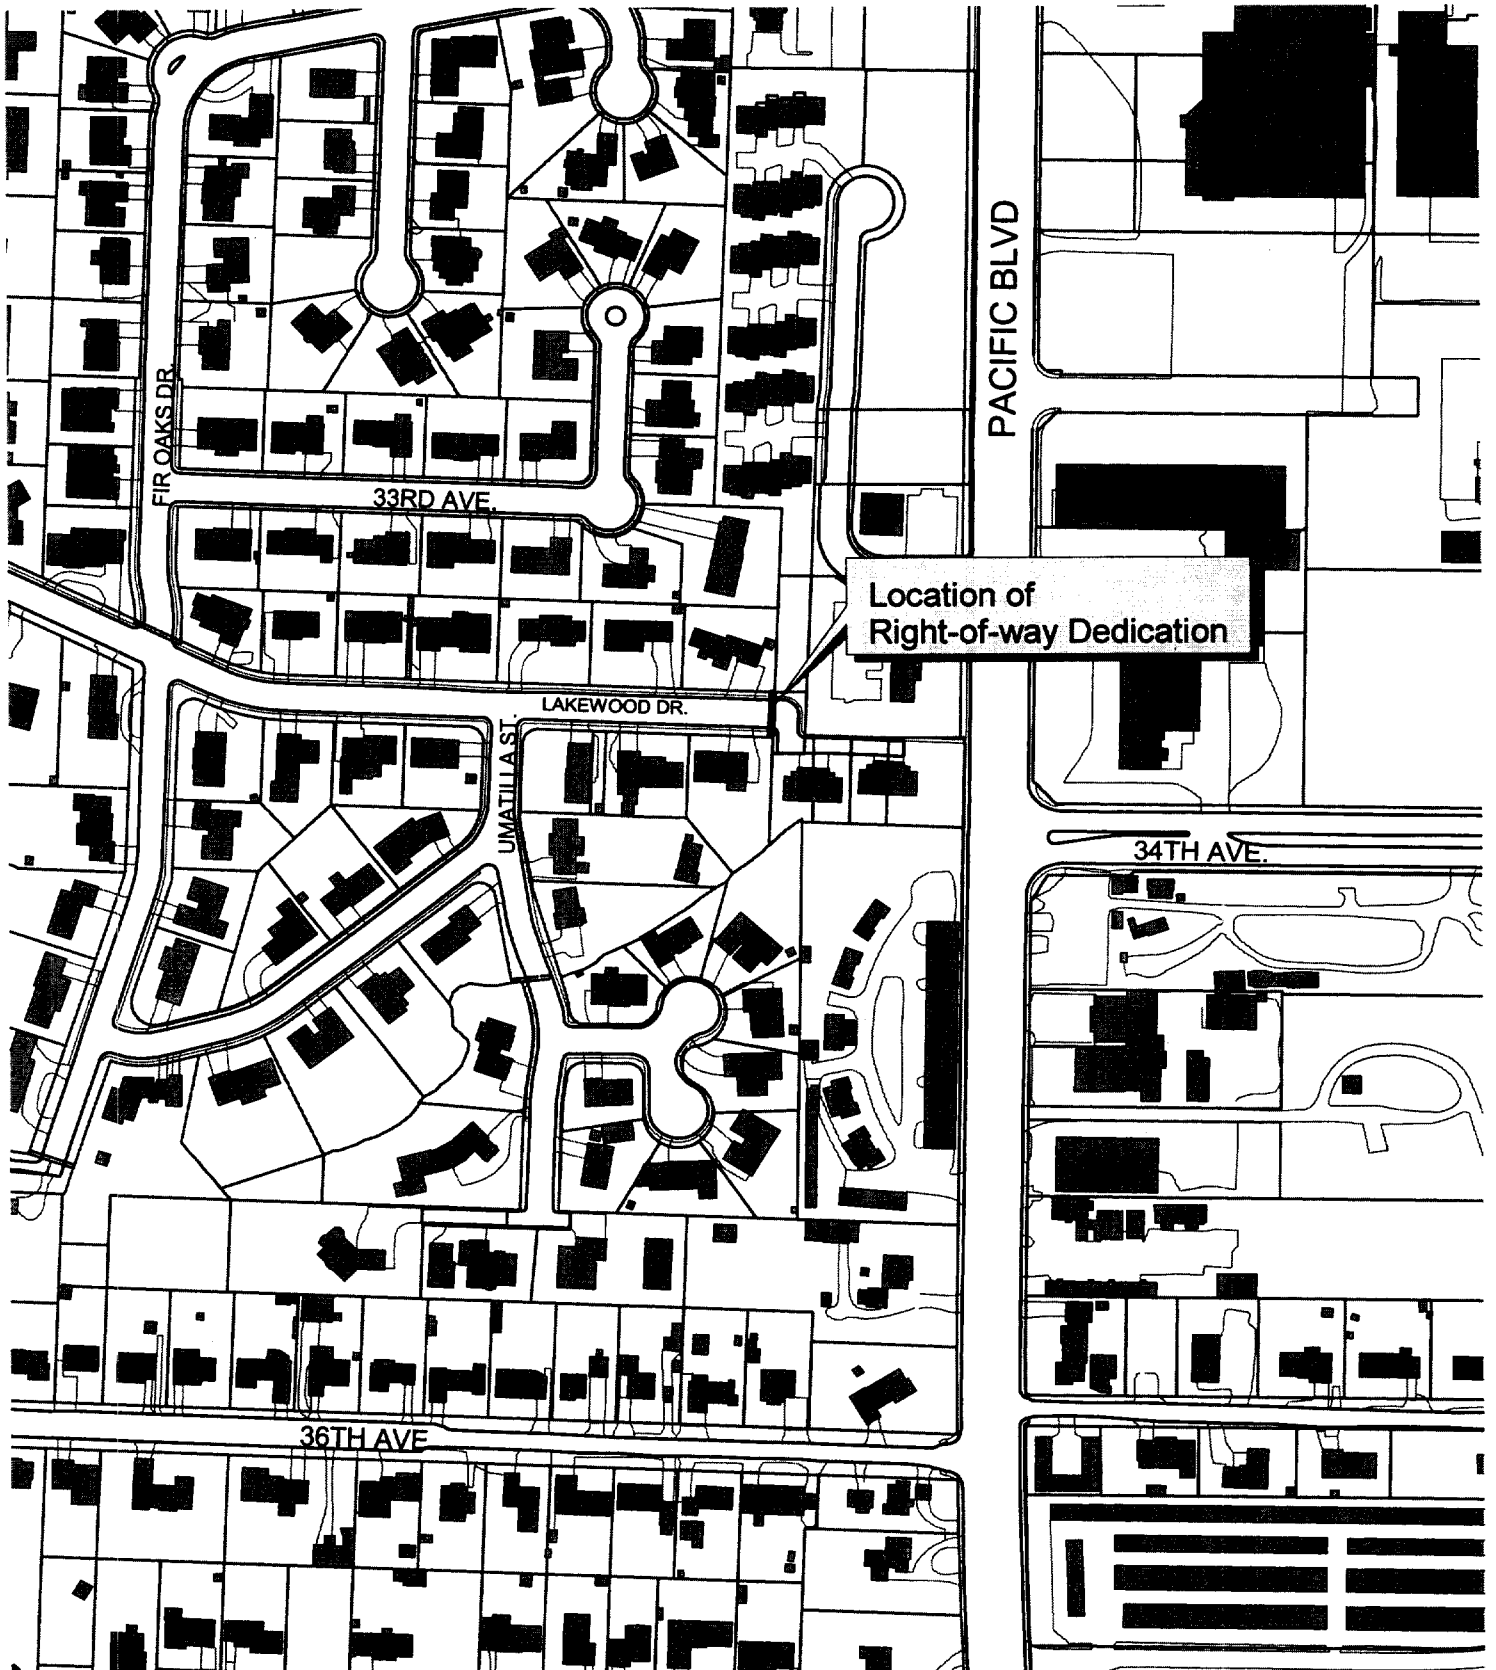 PACIFIC BLVD
FIR OAKS DR.
33RD AVE.
Location of
Right-of-way Dedication
LAKEWOOD DR.
UMATILLA ST.
34TH AVE.
36TH AVE